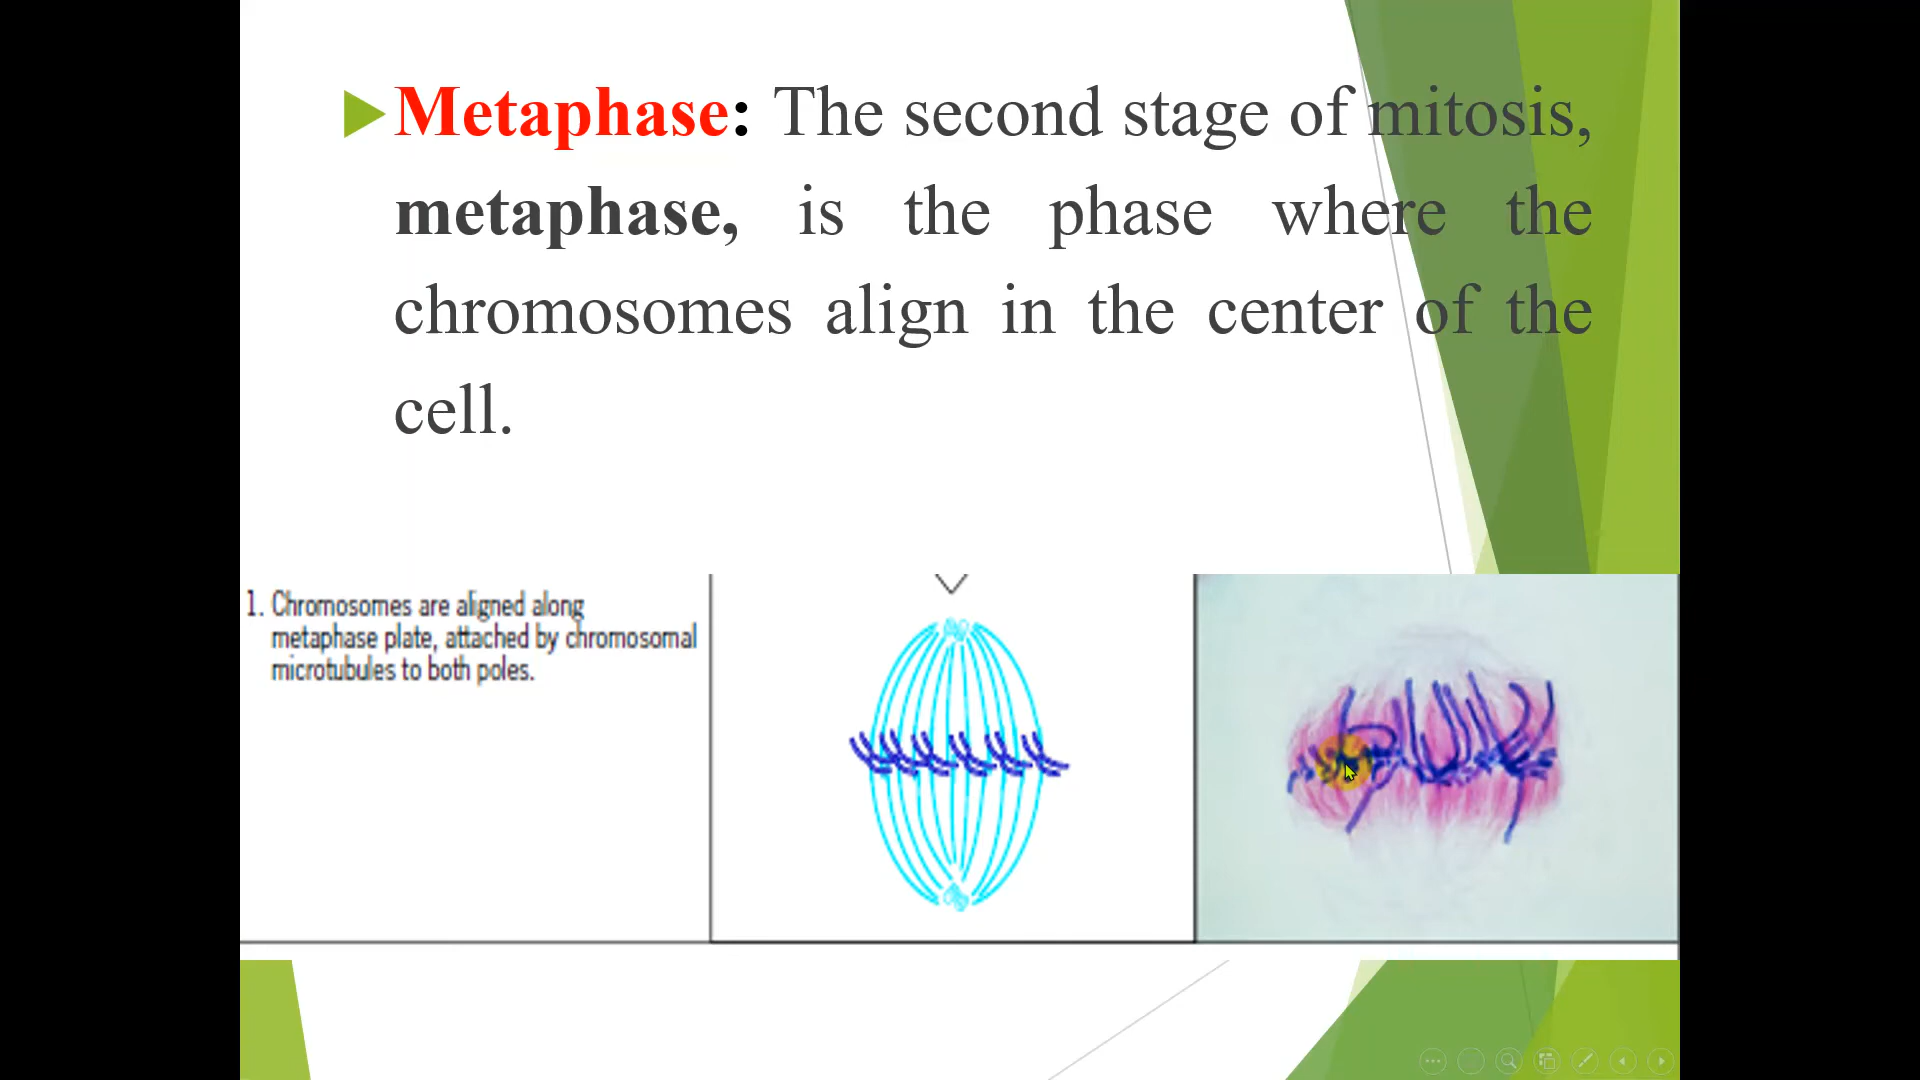 Metaphase: The second stage of mitosis,
metaphase, is the phase where the
chromosomes align in the center of the
cell.
1. Chromosomes are aligned along
metaphase plate, attached by chromosomal
microtubules to both poles.